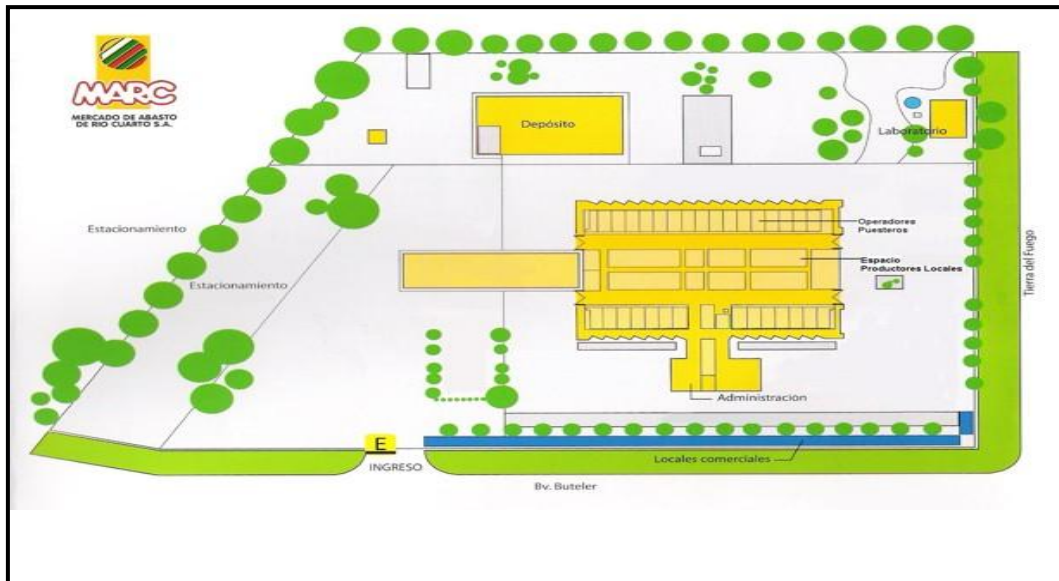 MARC
MERCADO DE ABASTO
DE RIO CUARTO S.A.
Depósito
Laboratorio
Estacionamiento
Operadores
Puesteros
Espacio
Productores Locales
Estacionamiento
Tierra del Fuego
Administración
E
INGRESO
Locales comerciales
Bv. Buteler